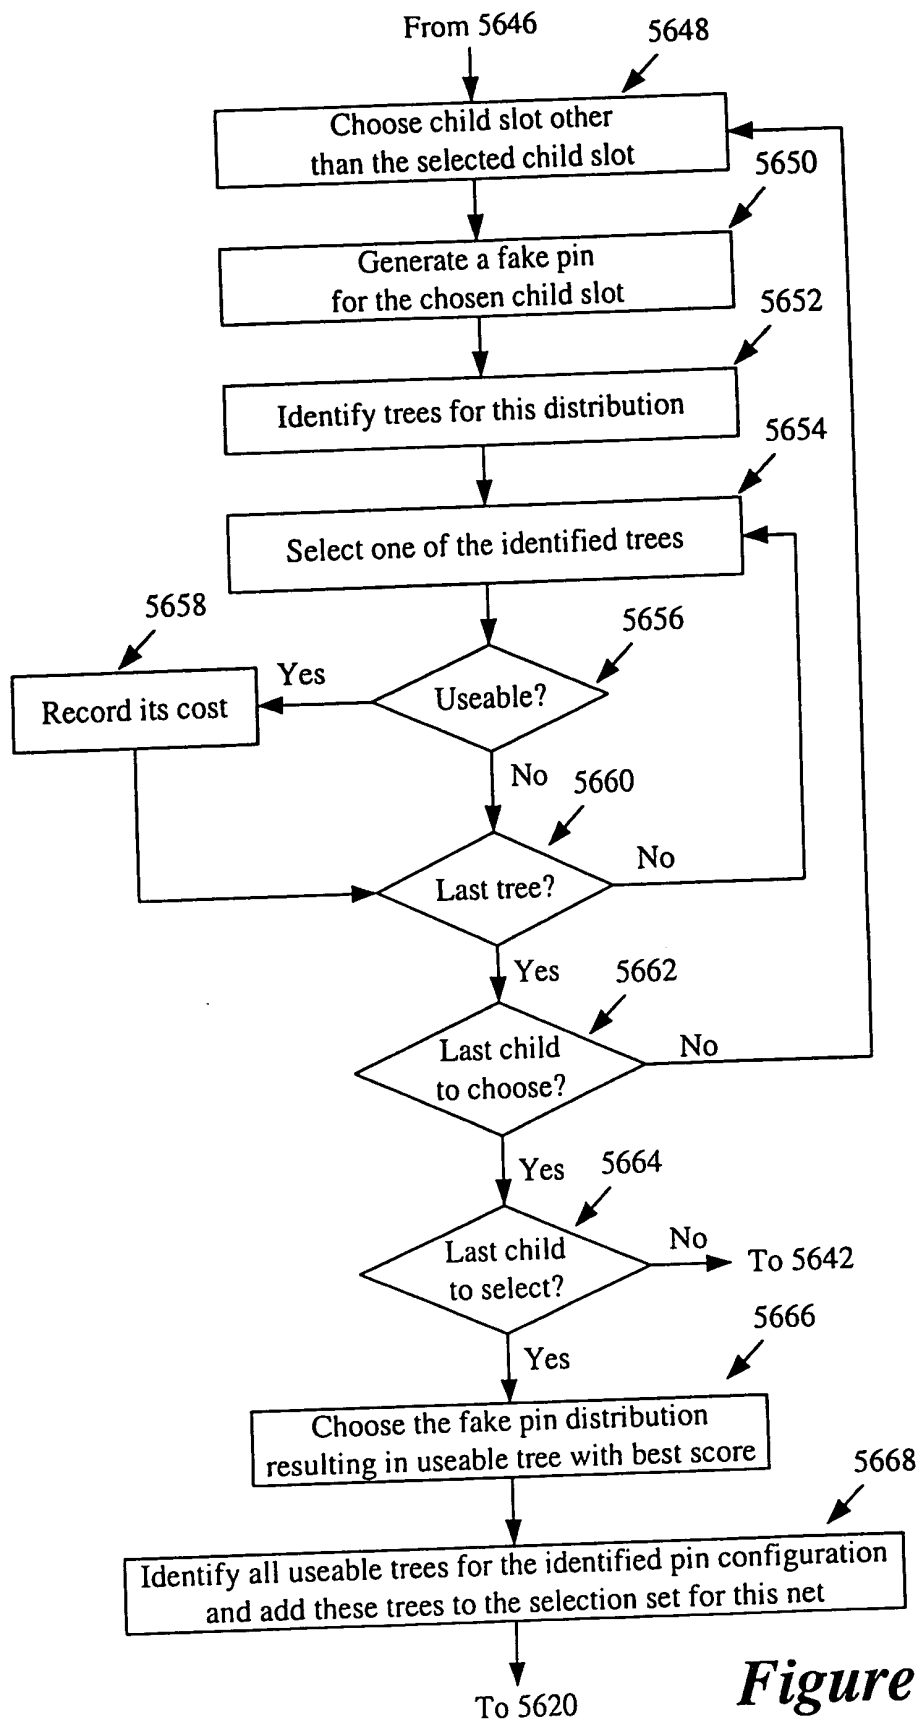 From 5646
5648
Choose child slot other
than the selected child slot
5650
Generate a fake pin
for the chosen child slot
5652
Identify trees for this distribution
5654
Select one of the identified trees
5658
5656
Yes
Record its cost
Useable?
No
5660
No
Last tree?
Yes
5662
Last child
to choose?
No
Yes
5664
Last child
to select?
No
To 5642
5666
Yes
Choose the fake pin distribution
resulting in useable tree with best score
5668
Identify all useable trees for the identified pin configuration
and add these trees to the selection set for this net
To 5620
Figure